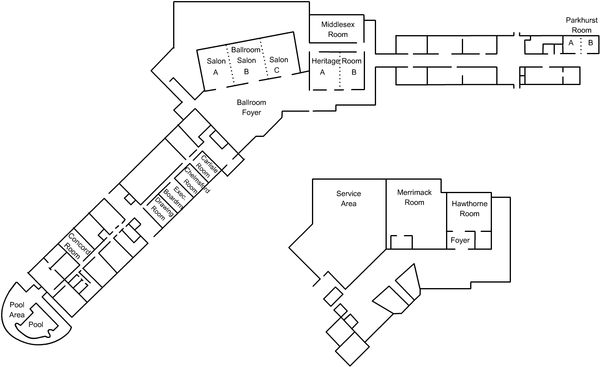 Parkhurst
Room
A B
Middlesex
Room
Ballroom
Salon Salon Salon
A B C
Heritage Room
A B
Ballroom
Foyer
Carlisle
Room
Chelmsford
Room
Exec.
Boardrm
Drawing
Room
Concord
Room
Pool
Area
Pool
Service
Area
Merrimack
Room
Hawthorne
Room
Foyer